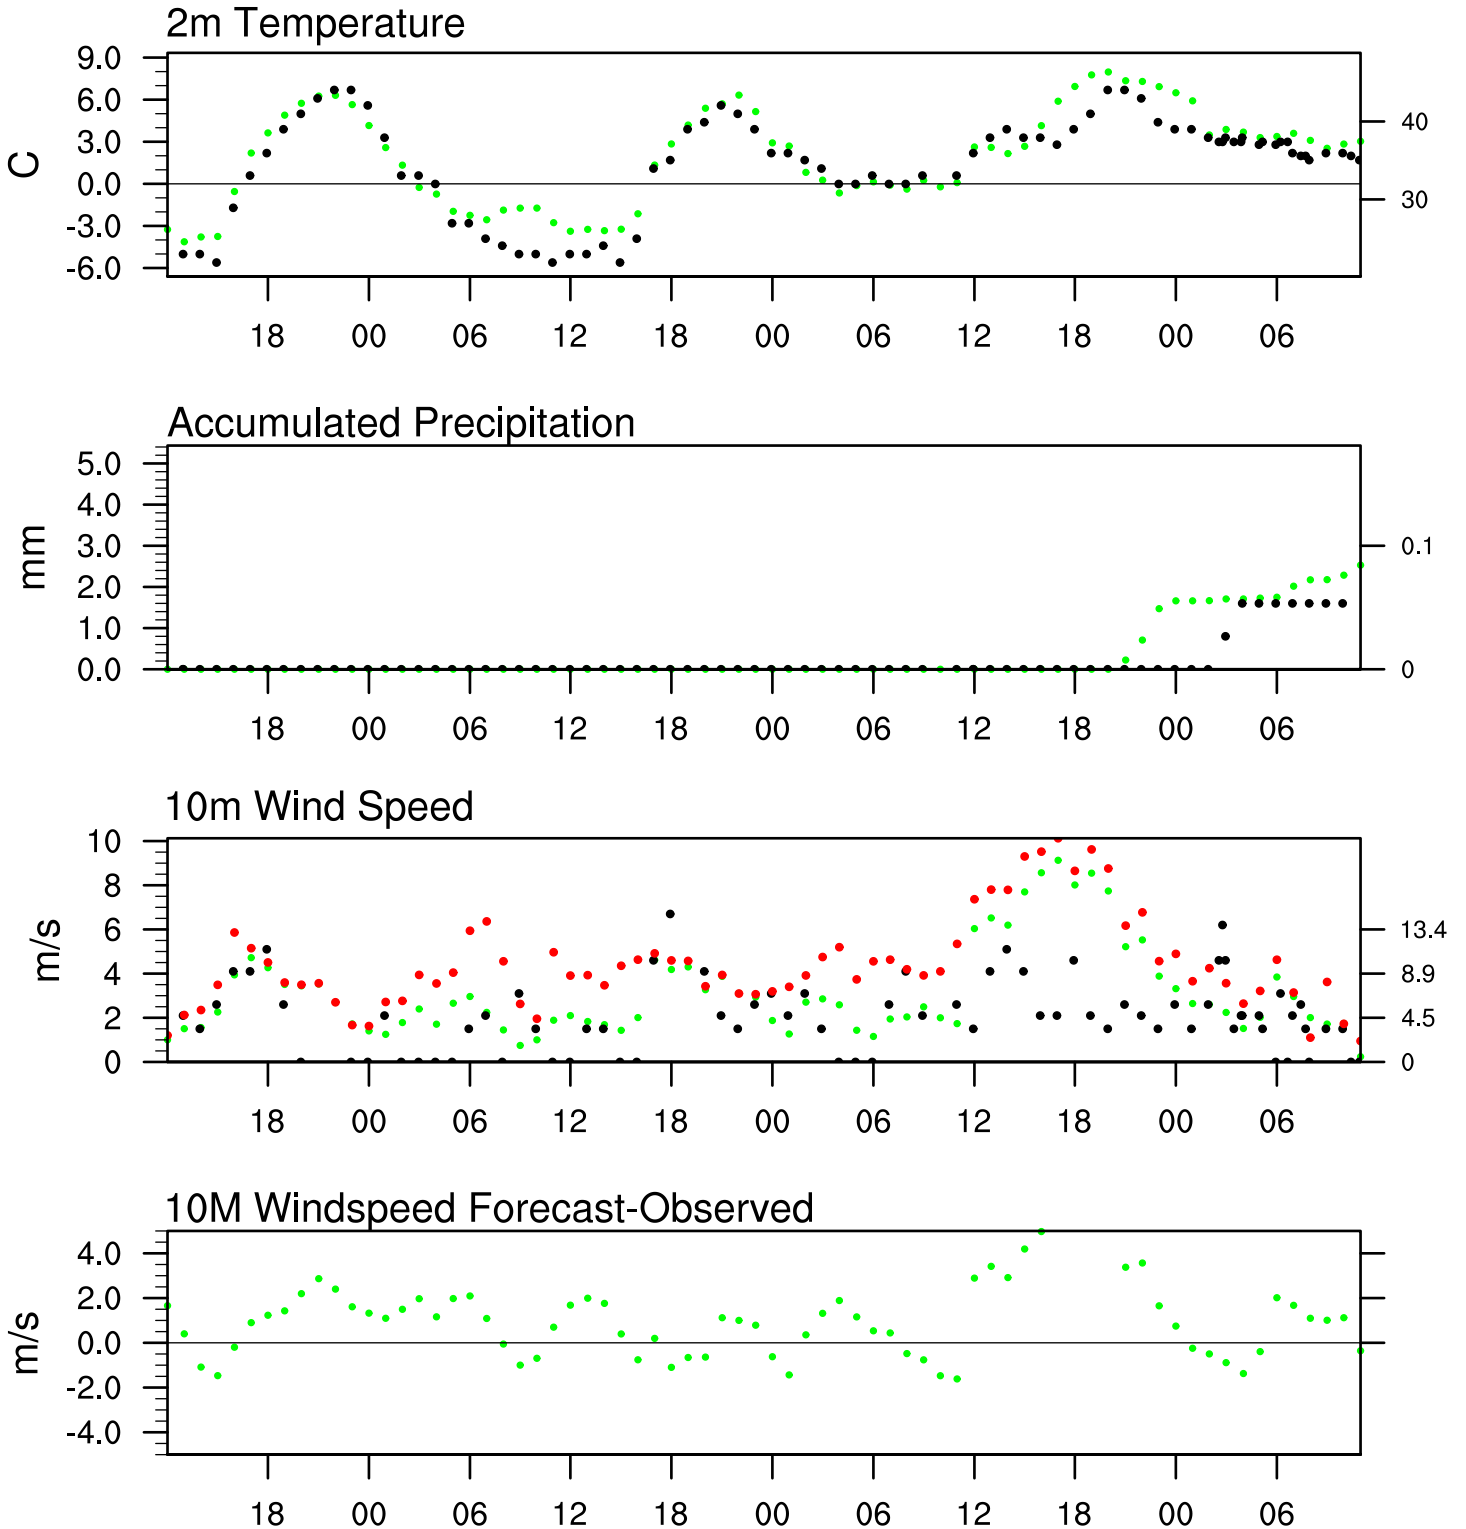 2m Temperature
9.0
6.0
3.0
0.0
-3.0
-6.0
C
40
30
18 00 06 12 18 00 06 12 18 00 06
Accumulated Precipitation
5.0
4.0
3.0
2.0
1.0
0.0
mm
0.1
0
18 00 06 12 18 00 06 12 18 00 06
10m Wind Speed
10
8
6
4
2
0
m/s
13.4
8.9
4.5
0
18 00 06 12 18 00 06 12 18 00 06
10M Windspeed Forecast-Observed
4.0
2.0
0.0
-2.0
-4.0
m/s
18 00 06 12 18 00 06 12 18 00 06